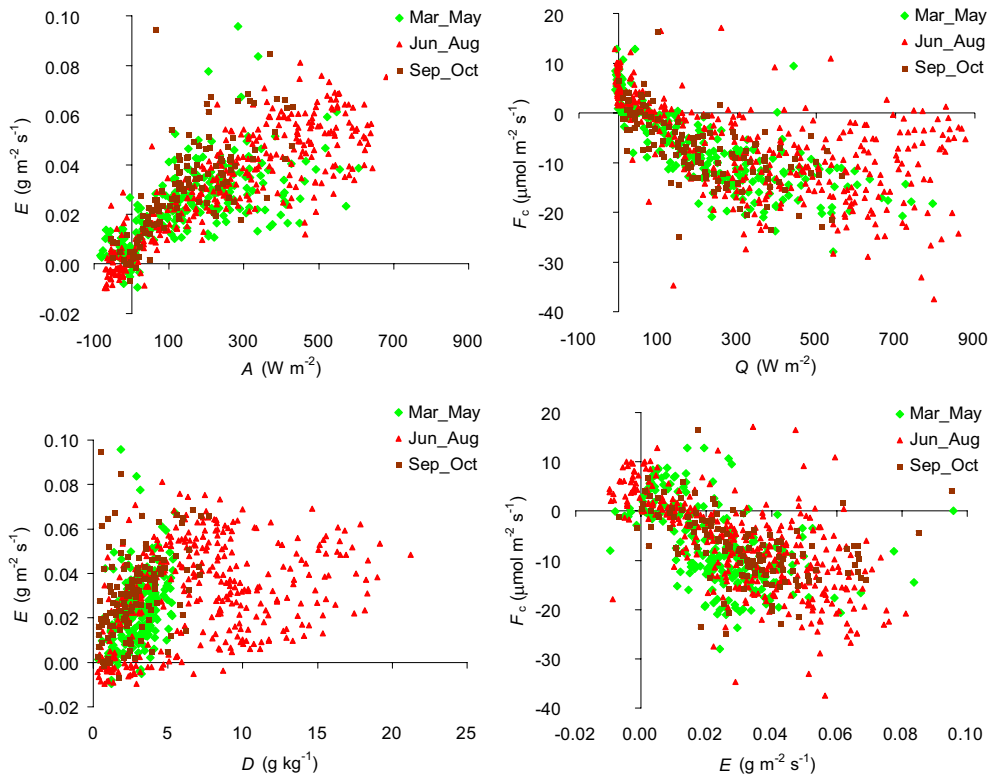 Mar_May
Jun_Aug
Sep_Oct
0.10
0.08
0.06
0.04
0.02
0.00
-0.02
E (g m-2 s-1)
-100 100 300 500 700 900
A (W m-2)
Mar_May
Jun_Aug
Sep_Oct
20
10
0
-10
-20
-30
-40
Fc (µmol m-2 s-1)
-100 100 300 500 700 900
Q (W m-2)
Mar_May
Jun_Aug
Sep_Oct
0.10
0.08
0.06
0.04
0.02
0.00
-0.02
E (g m-2 s-1)
0 5 10 15 20 25
D (g kg-1)
Mar_May
Jun_Aug
Sep_Oct
20
10
0
-10
-20
-30
-40
Fc (µmol m-2 s-1)
-0.02 0.00 0.02 0.04 0.06 0.08 0.10
E (g m-2 s-1)